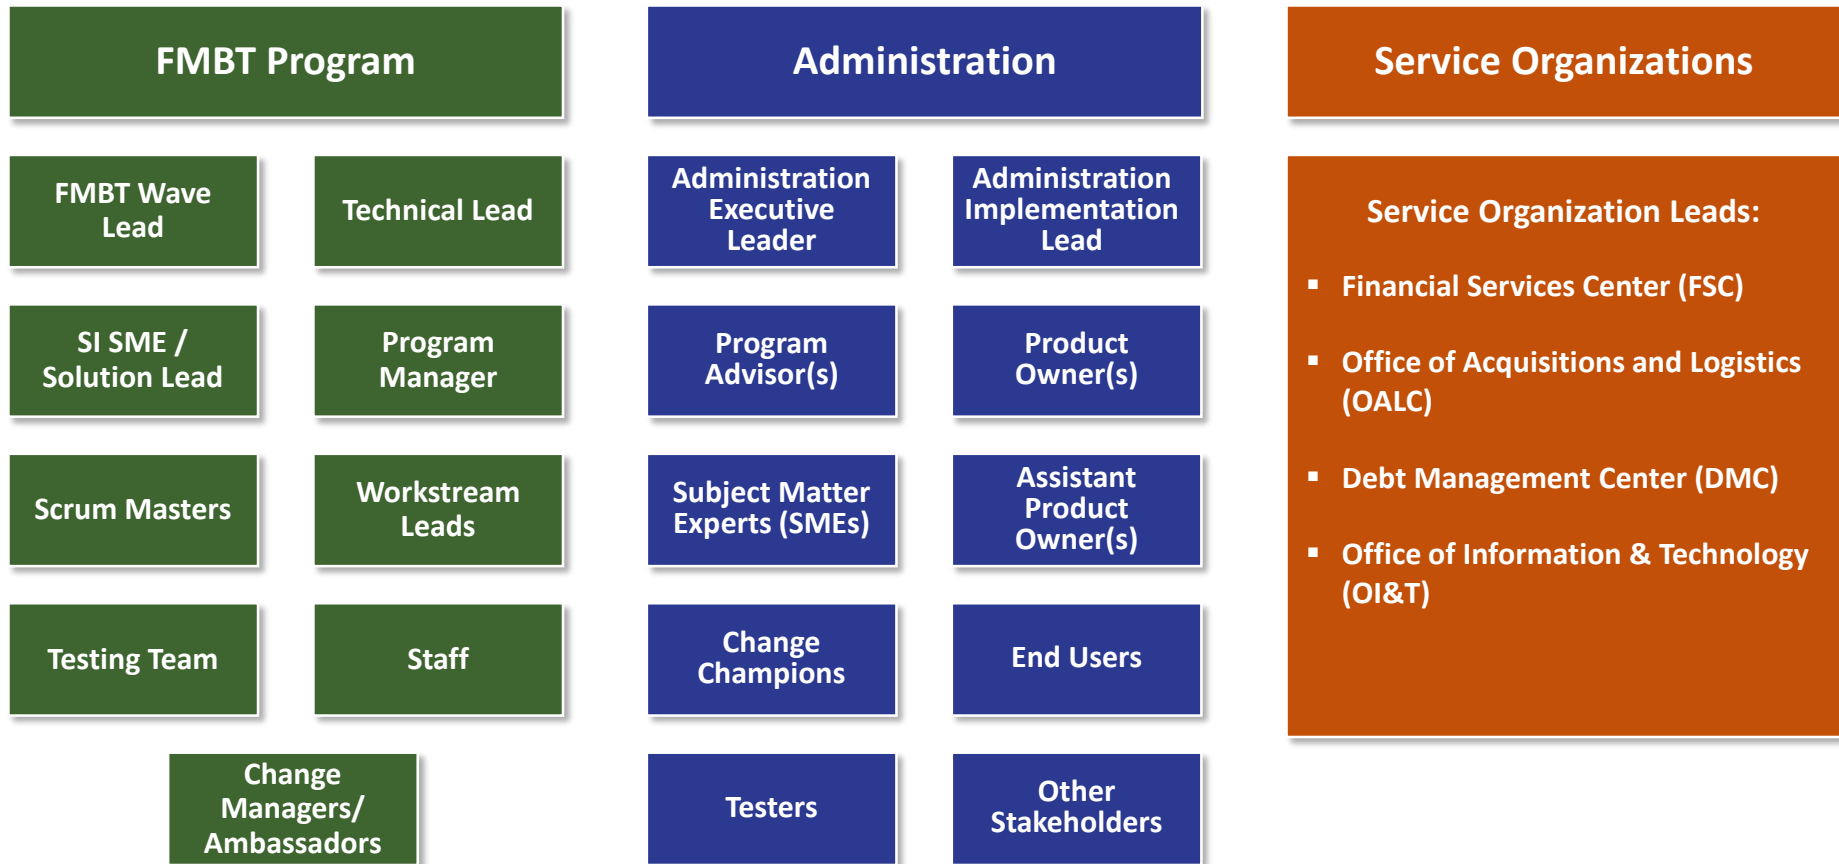 FMBT Program
Administration
Service Organizations
FMBT Wave
Lead
Technical Lead
SI SME /
Solution Lead
Program
Manager
Scrum Masters
Workstream
Leads
Testing Team
Staff
Change
Managers/
Ambassadors
Administration
Executive
Leader
Administration
Implementation
Lead
Program
Advisor(s)
Product
Owner(s)
Subject Matter
Experts (SMEs)
Assistant
Product
Owner(s)
Change
Champions
End Users
Testers
Other
Stakeholders
Service Organization Leads:
▪ Financial Services Center (FSC)
▪ Office of Acquisitions and Logistics
(OALC)
▪ Debt Management Center (DMC)
▪ Office of Information & Technology
(OI&T)